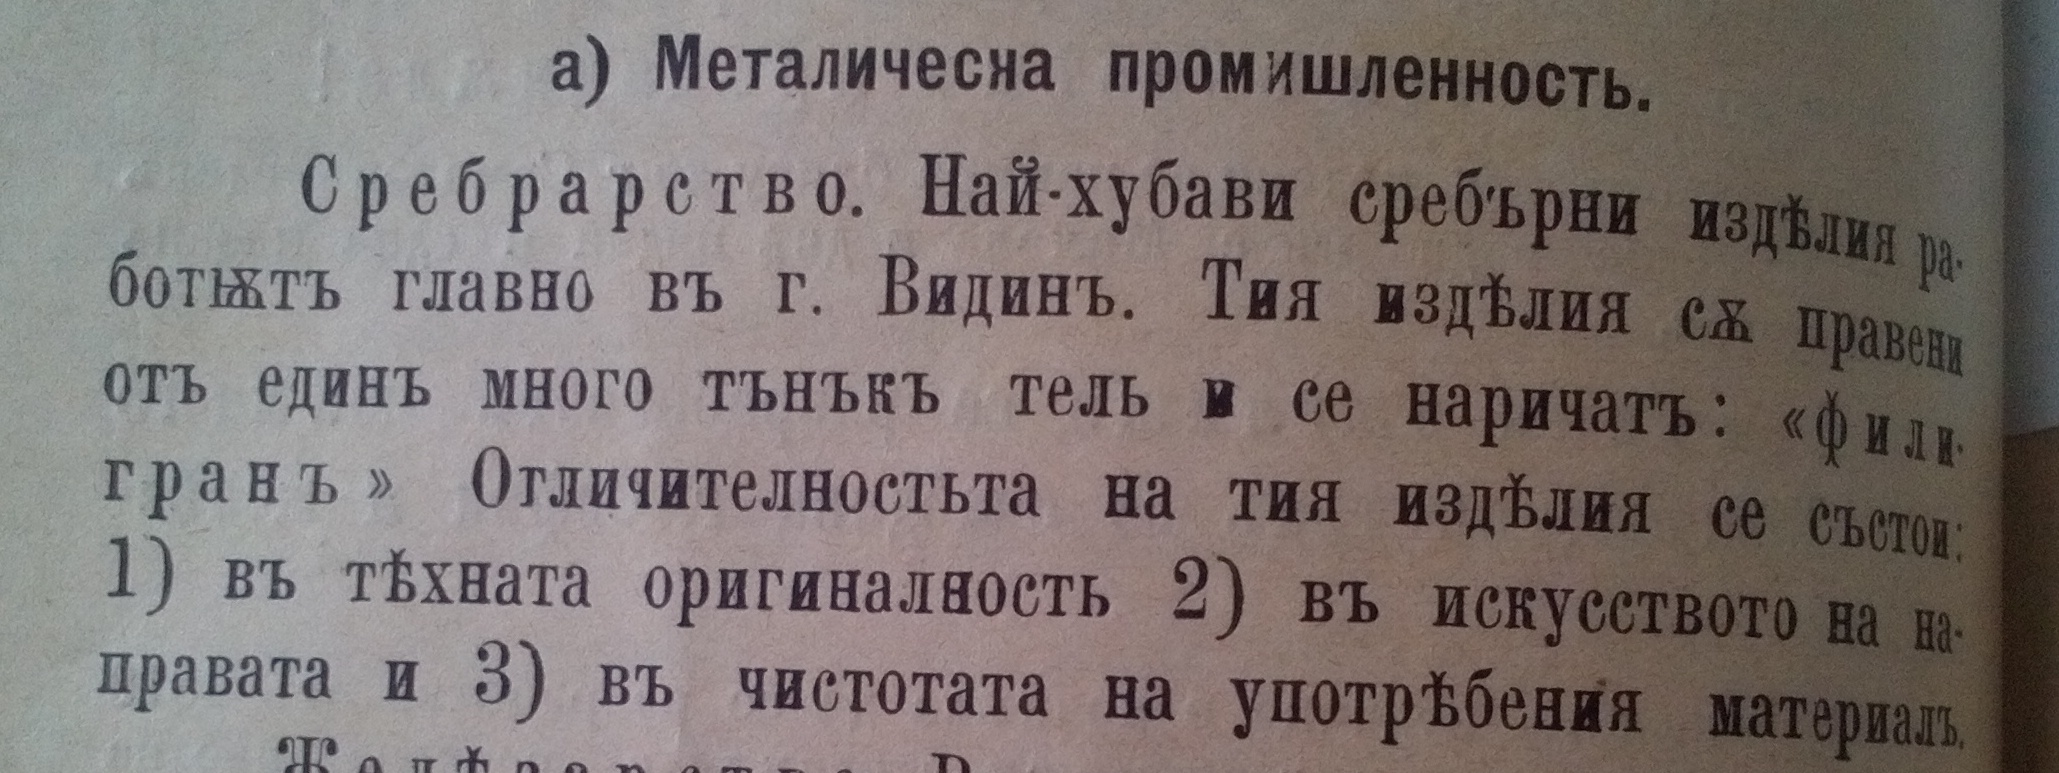 а) Металическа промишленность.
Сребрарство. Най-хубави сребърни издѣлия ра-
ботѭтъ главно въ г. Видинъ. Тия издѣлия сѫ правени
отъ единъ много тънъкъ тель и се наричатъ: «фили-
гранъ» Отличителностьта на тия издѣлия се състои:
1) въ тѣхната оригиналность 2) въ искусството на на-
правата и 3) въ чистотата на употрѣбения материалъ.